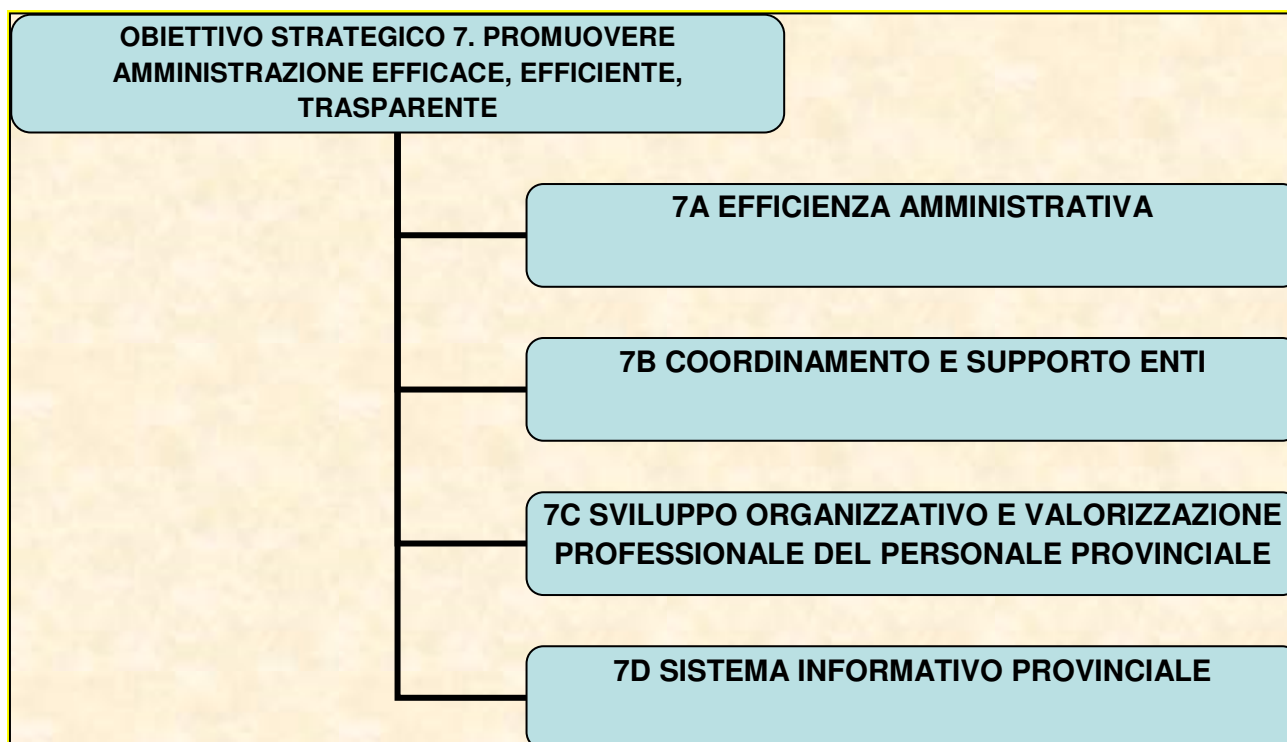 OBIETTIVO STRATEGICO 7. PROMUOVERE
AMMINISTRAZIONE EFFICACE, EFFICIENTE,
TRASPARENTE
7A EFFICIENZA AMMINISTRATIVA
7B COORDINAMENTO E SUPPORTO ENTI
7C SVILUPPO ORGANIZZATIVO E VALORIZZAZIONE
PROFESSIONALE DEL PERSONALE PROVINCIALE
7D SISTEMA INFORMATIVO PROVINCIALE